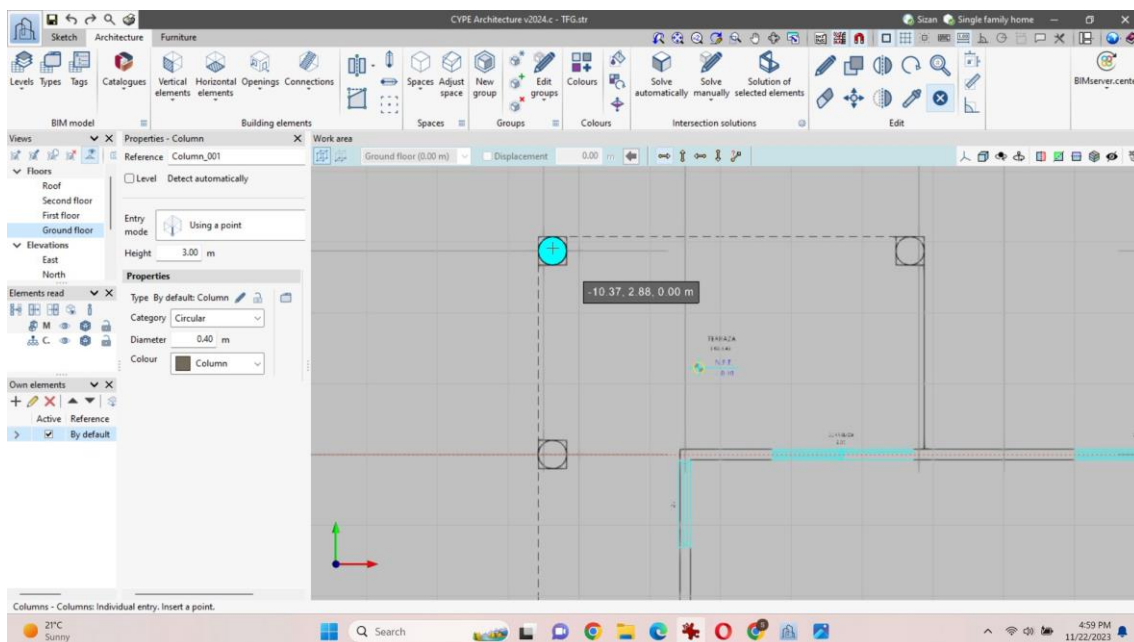 CYPE Architecture v2024.c - TFG.str
Sizan
Single family home
Sketch
Architecture
Furniture
Levels
Types
Tags
Catalogues
Vertical elements
Horizontal elements
Openings
Connections
Spaces
Adjust space
New group
Edit groups
Colours
Solve automatically
Solve manually
Solution of selected elements
BIMserver.center
BIM model
Building elements
Spaces
Groups
Colours
Intersection solutions
Edit
Views
Floors
Roof
Second floor
First floor
Ground floor
Elevations
East
North
Elements read
M
C.
Own elements
Active Reference
By default
Properties - Column
Reference Column_001
Level Detect automatically
Entry mode Using a point
Height 3.00 m
Properties
Type By default: Column
Category Circular
Diameter 0.40 m
Colour Column
Work area
Ground floor (0.00 m)
Displacement 0.00 m
-10.37, 2.88, 0.00 m
TERRAZA
Columns - Columns: Individual entry. Insert a point.
21°C
Sunny
Search
4:59 PM
11/22/2023